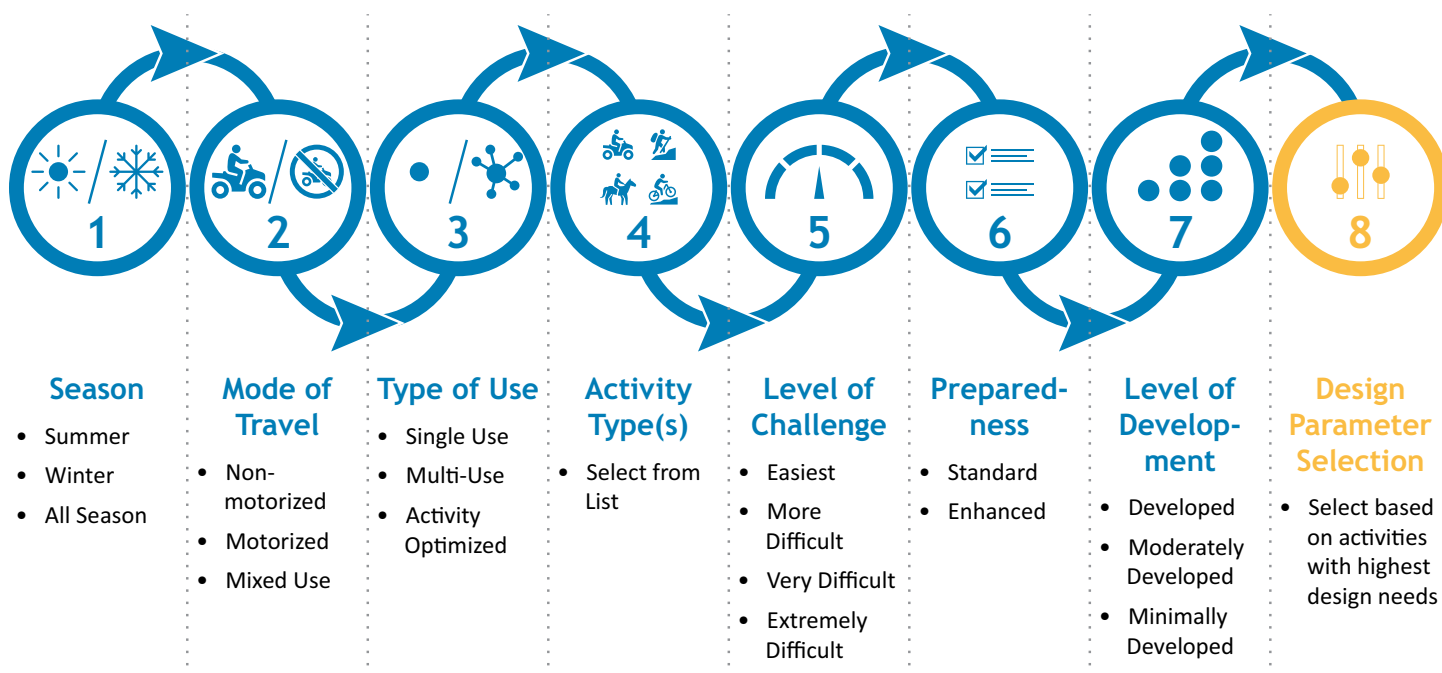 1
2
3
4
5
6
7
8
Season
• Summer
• Winter
• All Season
Mode of
Travel
• Non-
motorized
• Motorized
• Mixed Use
Type of Use
• Single Use
• Multi-Use
• Activity
Optimized
Activity
Type(s)
• Select from
List
Level of
Challenge
• Easiest
• More
Difficult
• Very Difficult
• Extremely
Difficult
Prepared-
ness
• Standard
• Enhanced
Level of
Develop-
ment
• Developed
• Moderately
Developed
• Minimally
Developed
Design
Parameter
Selection
• Select based
on activities
with highest
design needs